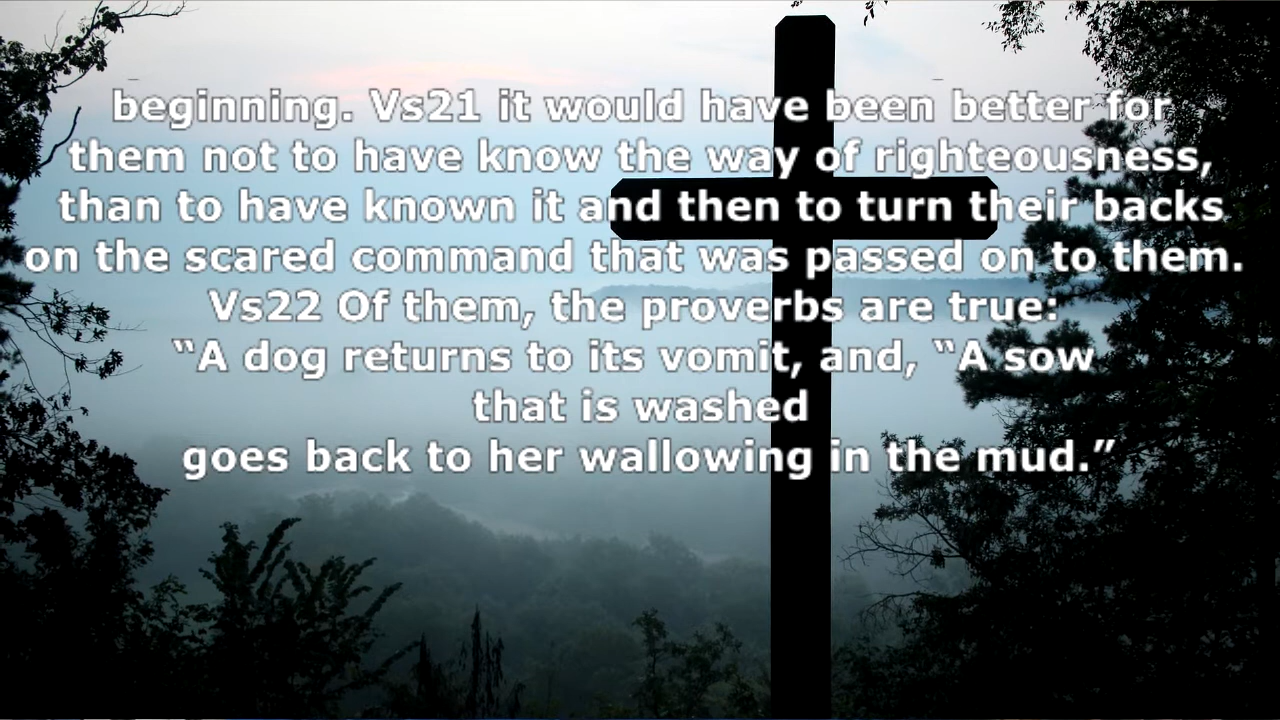 beginning. Vs21 it would have been better for
them not to have know the way of righteousness,
than to have known it and then to turn their backs
on the scared command that was passed on to them.
Vs22 Of them, the proverbs are true:
“A dog returns to its vomit, and, “A sow
that is washed
goes back to her wallowing in the mud.”